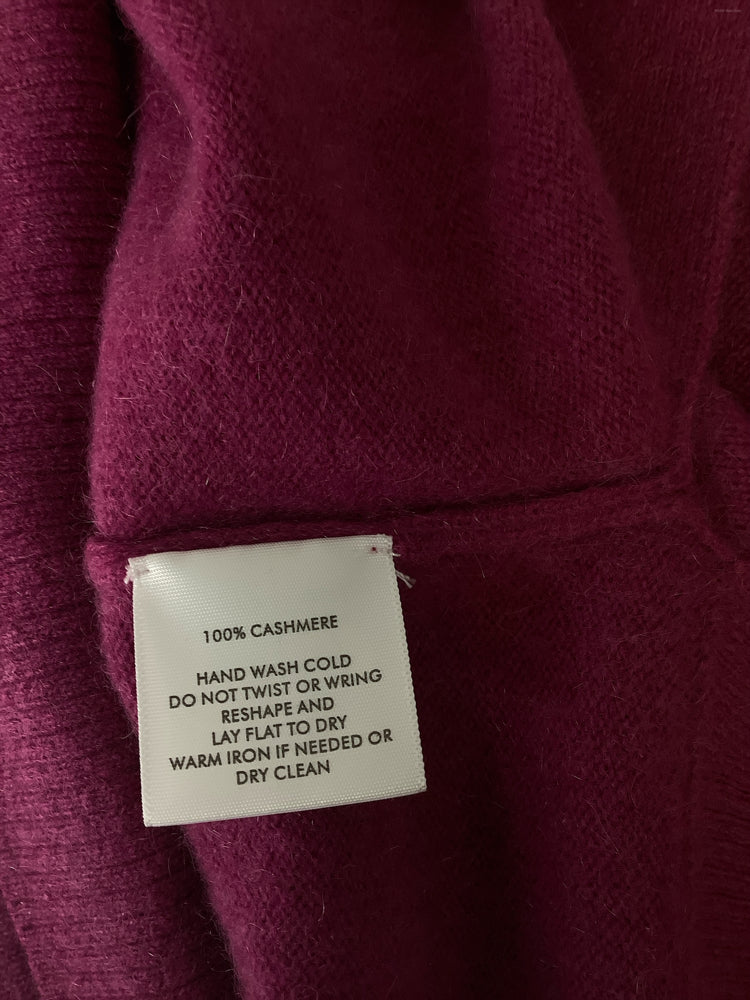 100% CASHMERE
HAND WASH COLD
DO NOT TWIST OR WRING
RESHAPE AND
LAY FLAT TO DRY
WARM IRON IF NEEDED OR
DRY CLEAN